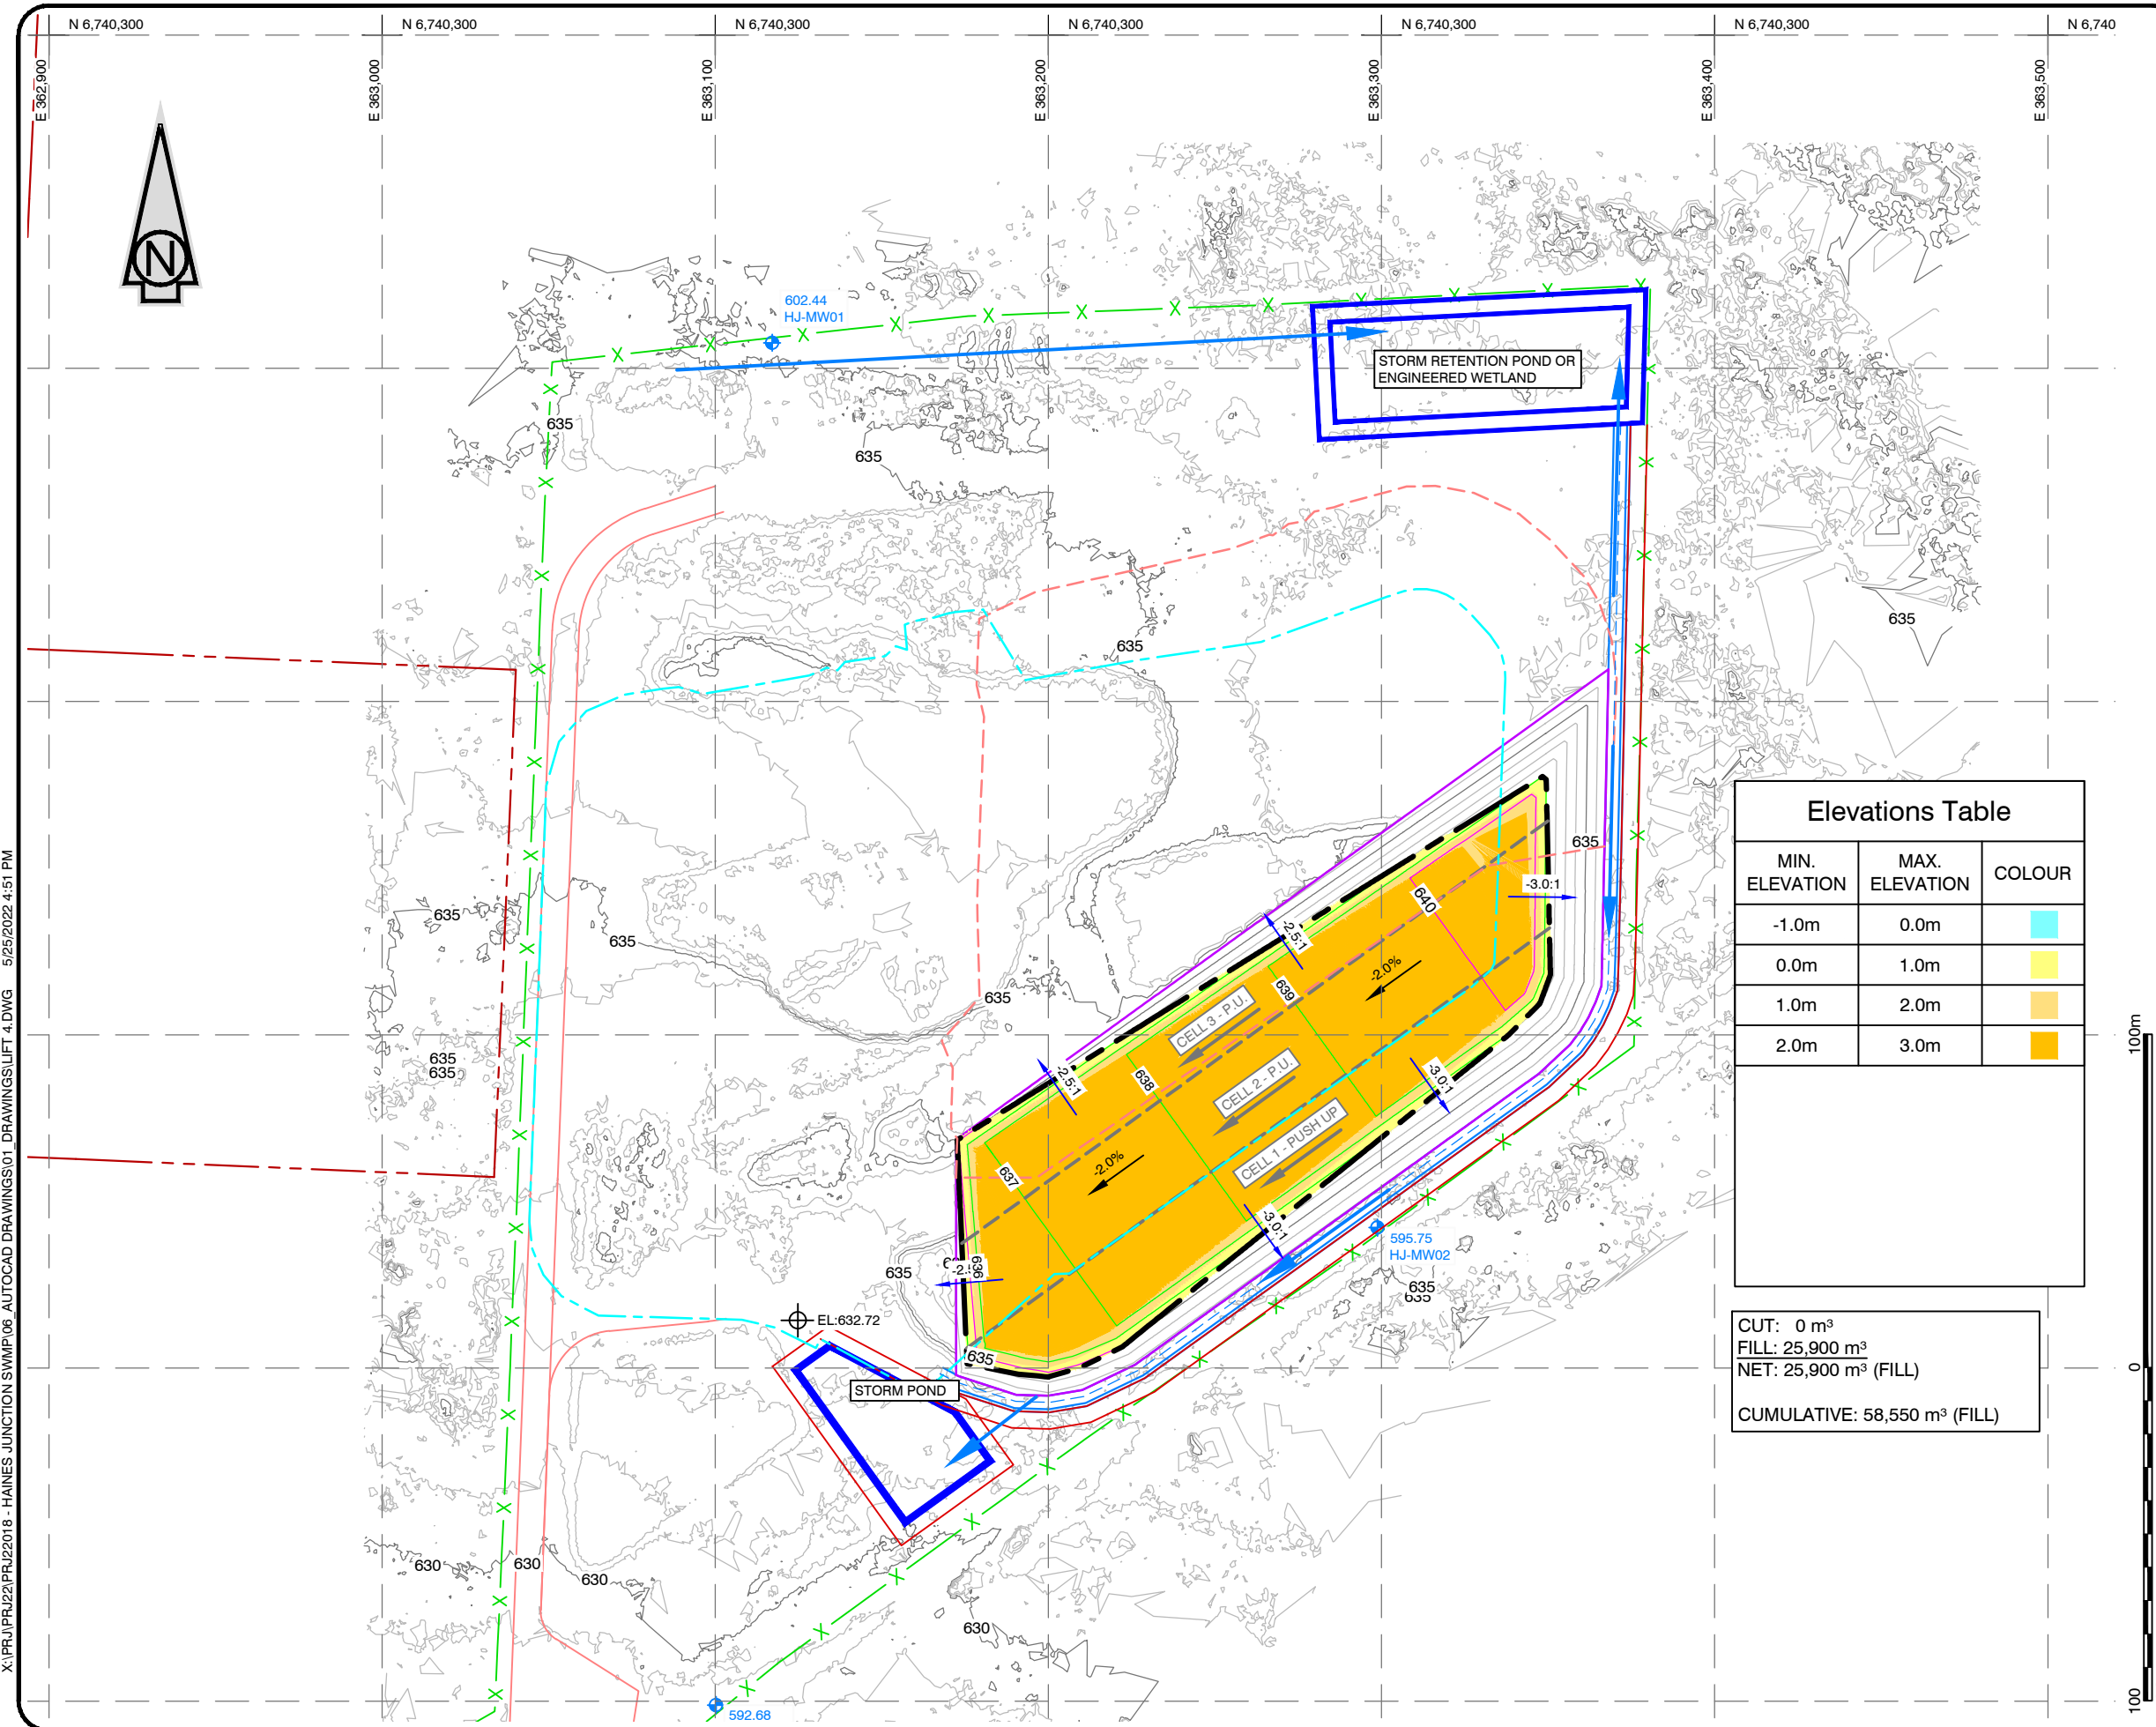 N 6,740,300
N 6,740,300
N 6,740,300
N 6,740,300
N 6,740,300
N 6,740,300
N 6,740
E 362,900
E 363,000
E 363,100
E 363,200
E 363,300
E 363,400
E 363,500
N
602.44
HJ-MW01
STORM RETENTION POND OR
ENGINEERED WETLAND
635
635
635
635
635
635
635
635
635
635
Elevations Table
MIN. ELEVATION
MAX. ELEVATION
COLOUR
-1.0m
0.0m
0.0m
1.0m
1.0m
2.0m
2.0m
3.0m
-3.0:1
640
-2.5:1
-2.0%
639
CELL 3 - P.U.
638
-2.5:1
CELL 2 - P.U.
-3.0:1
CELL 1 - PUSH UP
-2.0%
637
-3.0:1
636
635
595.75
HJ-MW02
635
635
EL:632.72
635
STORM POND
CUT: 0 m³
FILL: 25,900 m³
NET: 25,900 m³ (FILL)
CUMULATIVE: 58,550 m³ (FILL)
630
630
630
630
592.68
100m
0
100
X:\PRJ\PRJ22\PRJ22018 - HAINES JUNCTION SWMP\06_AUTOCAD DRAWINGS\01_DRAWINGS\LIFT 4.DWG 5/25/2022 4:51 PM